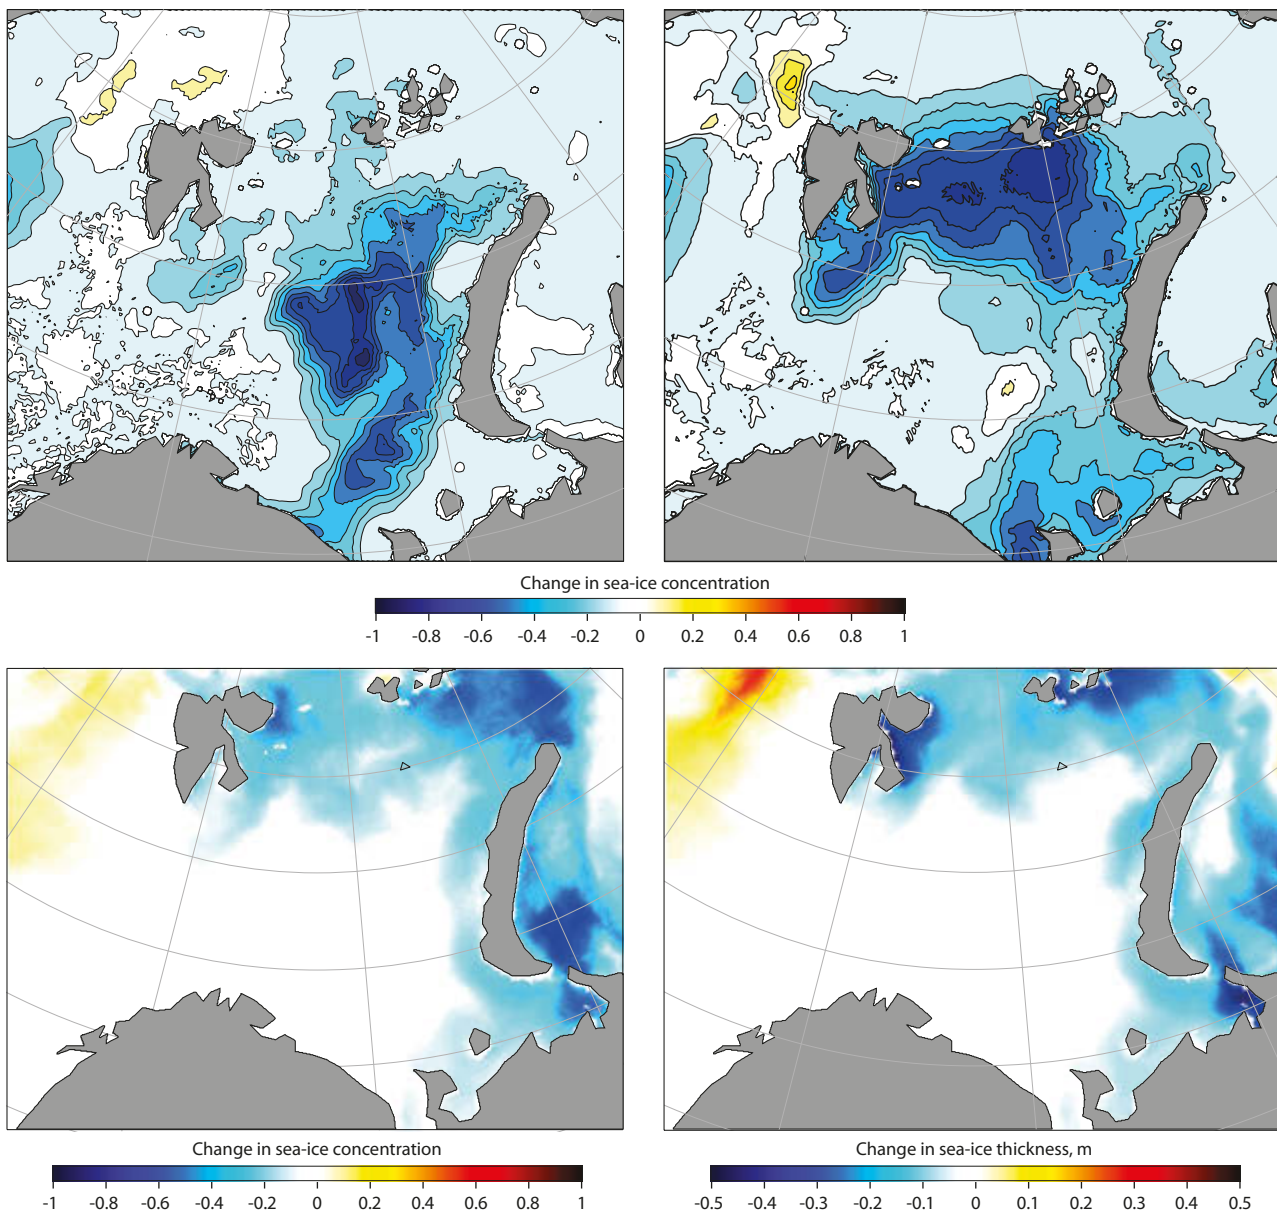 Change in sea-ice concentration
-1 -0.8 -0.6 -0.4 -0.2 0 0.2 0.4 0.6 0.8 1
Change in sea-ice concentration
-1 -0.8 -0.6 -0.4 -0.2 0 0.2 0.4 0.6 0.8 1
Change in sea-ice thickness, m
-0.5 -0.4 -0.3 -0.2 -0.1 0 0.1 0.2 0.3 0.4 0.5